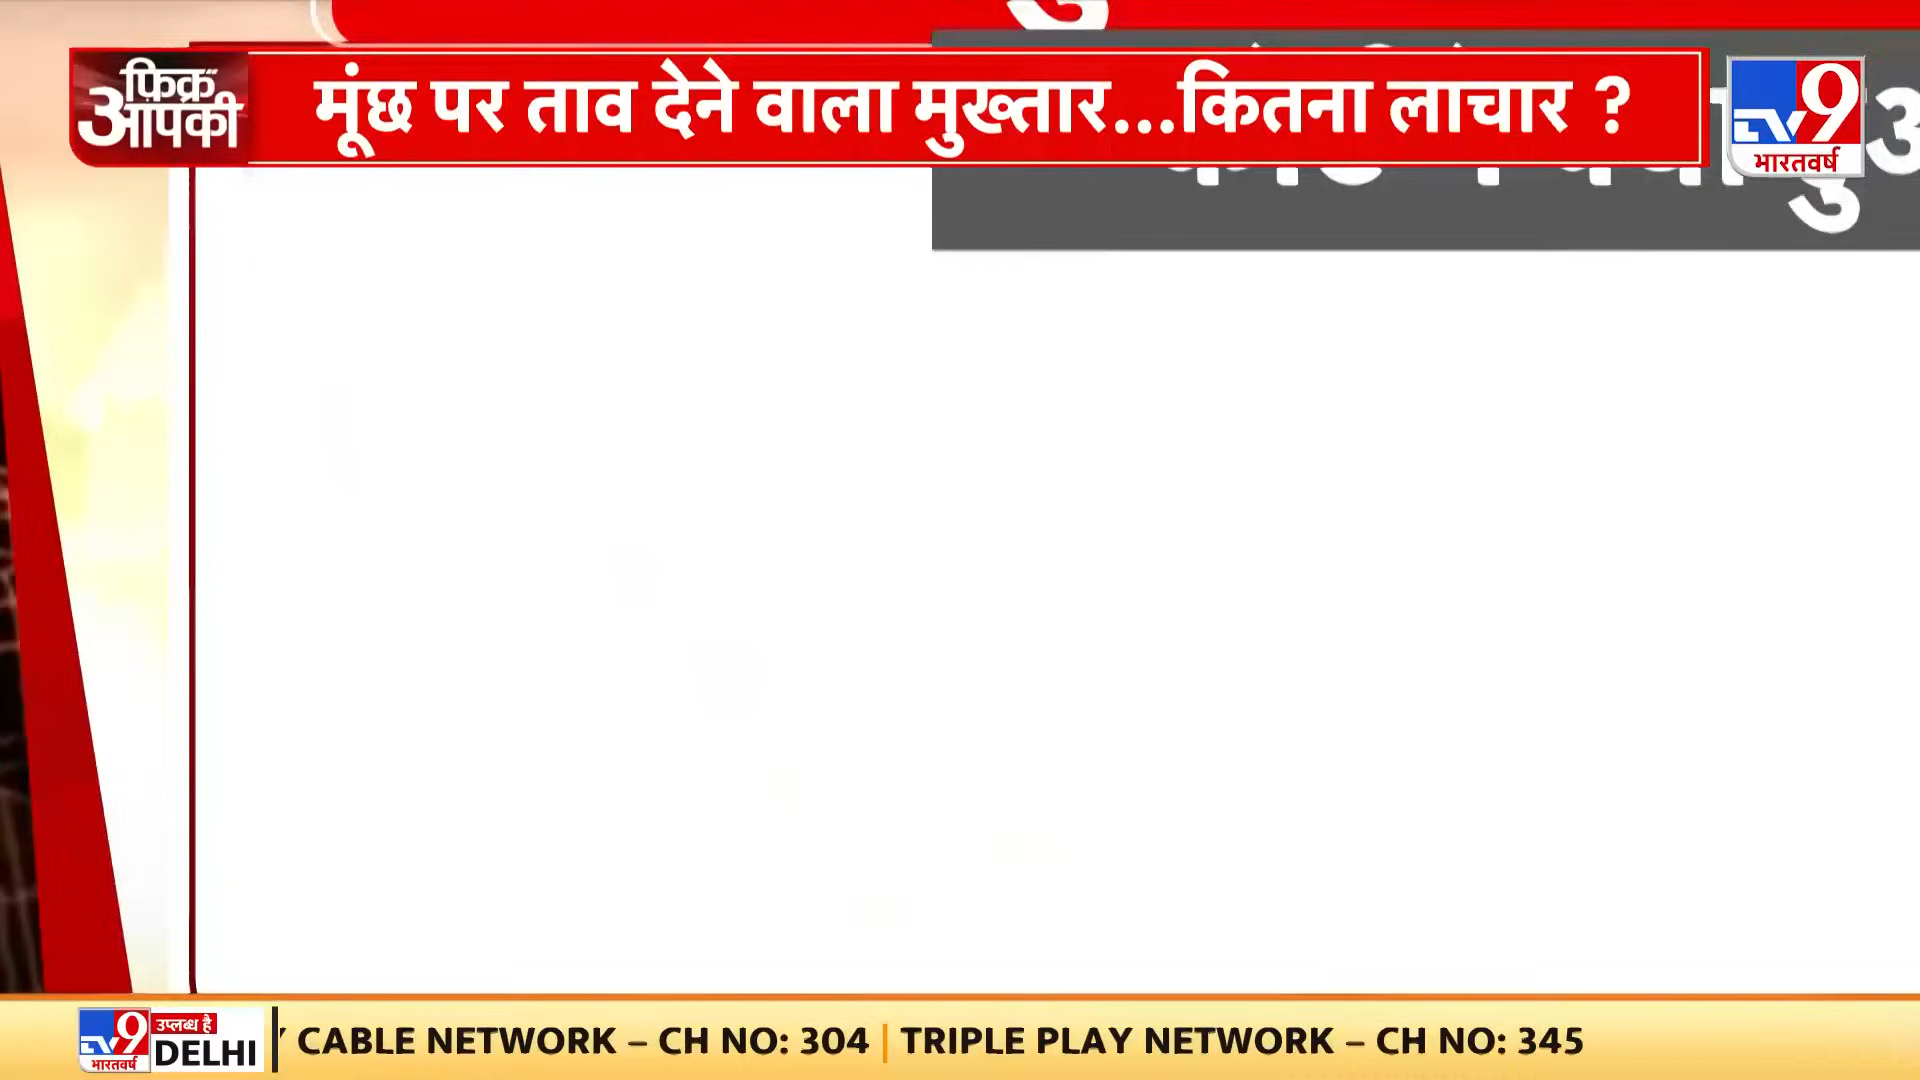 फिक्र
आपकी
मूंछ पर ताव देने वाला मुख्तार...कितना लाचार ?
TV9
भारतवर्ष
TV9
भारतवर्ष
उपलब्ध है
DELHI
CABLE NETWORK – CH NO: 304 | TRIPLE PLAY NETWORK – CH NO: 345